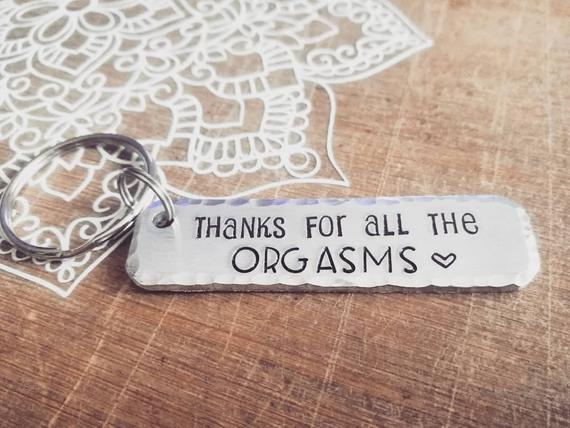 THaNKS FOR aLL THe
ORGASMS ♡